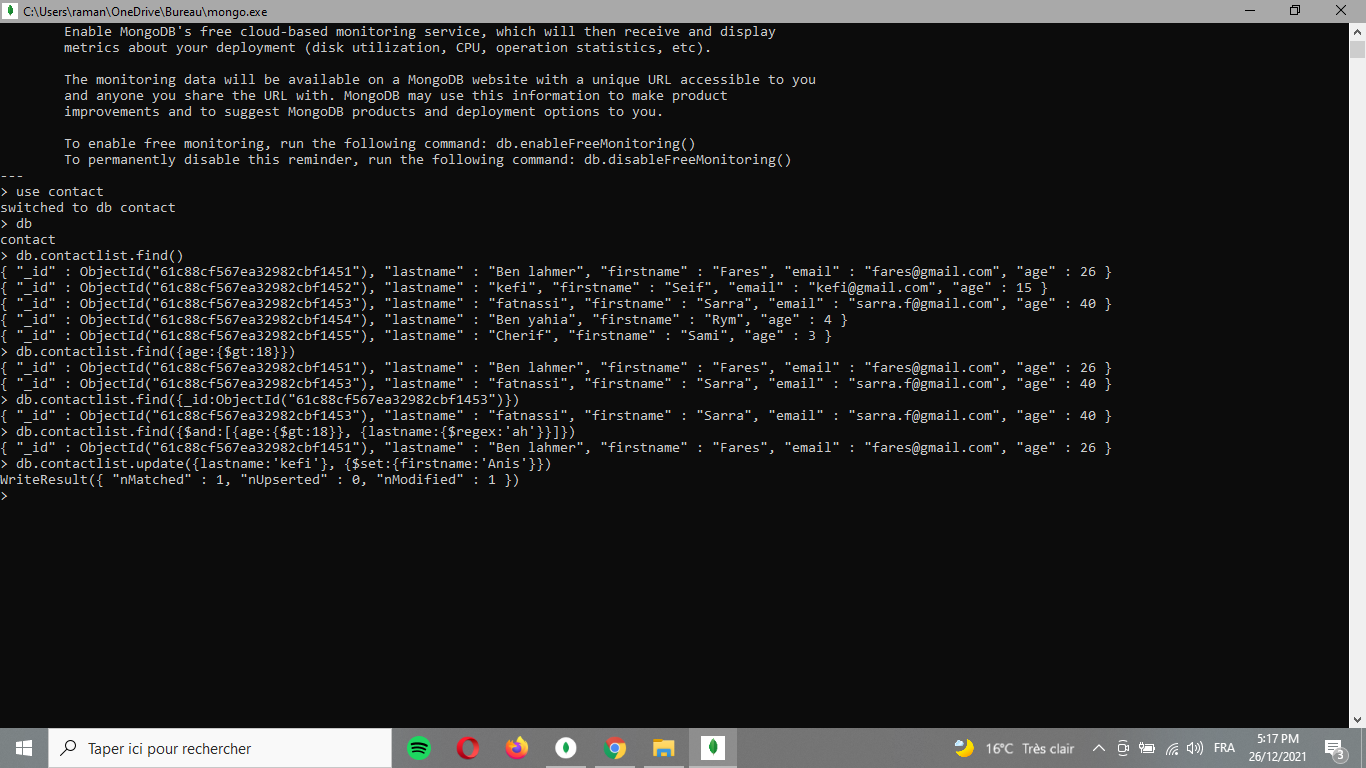 C:\Users\raman\OneDrive\Bureau\mongo.exe
Enable MongoDB's free cloud-based monitoring service, which will then receive and display
metrics about your deployment (disk utilization, CPU, operation statistics, etc).
The monitoring data will be available on a MongoDB website with a unique URL accessible to you
and anyone you share the URL with. MongoDB may use this information to make product
improvements and to suggest MongoDB products and deployment options to you.
To enable free monitoring, run the following command: db.enableFreeMonitoring()
To permanently disable this reminder, run the following command: db.disableFreeMonitoring()
---
> use contact
switched to db contact
> db
contact
> db.contactlist.find()
{ "_id" : ObjectId("61c88cf567ea32982cbf1451"), "lastname" : "Ben lahmer", "firstname" : "Fares", "email" : "fares@gmail.com", "age" : 26 }
{ "_id" : ObjectId("61c88cf567ea32982cbf1452"), "lastname" : "kefi", "firstname" : "Seif", "email" : "kefi@gmail.com", "age" : 15 }
{ "_id" : ObjectId("61c88cf567ea32982cbf1453"), "lastname" : "fatnassi", "firstname" : "Sarra", "email" : "sarra.f@gmail.com", "age" : 40 }
{ "_id" : ObjectId("61c88cf567ea32982cbf1454"), "lastname" : "Ben yahia", "firstname" : "Rym", "age" : 4 }
{ "_id" : ObjectId("61c88cf567ea32982cbf1455"), "lastname" : "Cherif", "firstname" : "Sami", "age" : 3 }
> db.contactlist.find({age:{$gt:18}})
{ "_id" : ObjectId("61c88cf567ea32982cbf1451"), "lastname" : "Ben lahmer", "firstname" : "Fares", "email" : "fares@gmail.com", "age" : 26 }
{ "_id" : ObjectId("61c88cf567ea32982cbf1453"), "lastname" : "fatnassi", "firstname" : "Sarra", "email" : "sarra.f@gmail.com", "age" : 40 }
> db.contactlist.find({_id:ObjectId("61c88cf567ea32982cbf1453")})
{ "_id" : ObjectId("61c88cf567ea32982cbf1453"), "lastname" : "fatnassi", "firstname" : "Sarra", "email" : "sarra.f@gmail.com", "age" : 40 }
> db.contactlist.find({$and:[{age:{$gt:18}}, {lastname:{$regex:'ah'}}]})
{ "_id" : ObjectId("61c88cf567ea32982cbf1451"), "lastname" : "Ben lahmer", "firstname" : "Fares", "email" : "fares@gmail.com", "age" : 26 }
> db.contactlist.update({lastname:'kefi'}, {$set:{firstname:'Anis'}})
WriteResult({ "nMatched" : 1, "nUpserted" : 0, "nModified" : 1 })
>
Taper ici pour rechercher
16°C Très clair
FRA
5:17 PM
26/12/2021
3